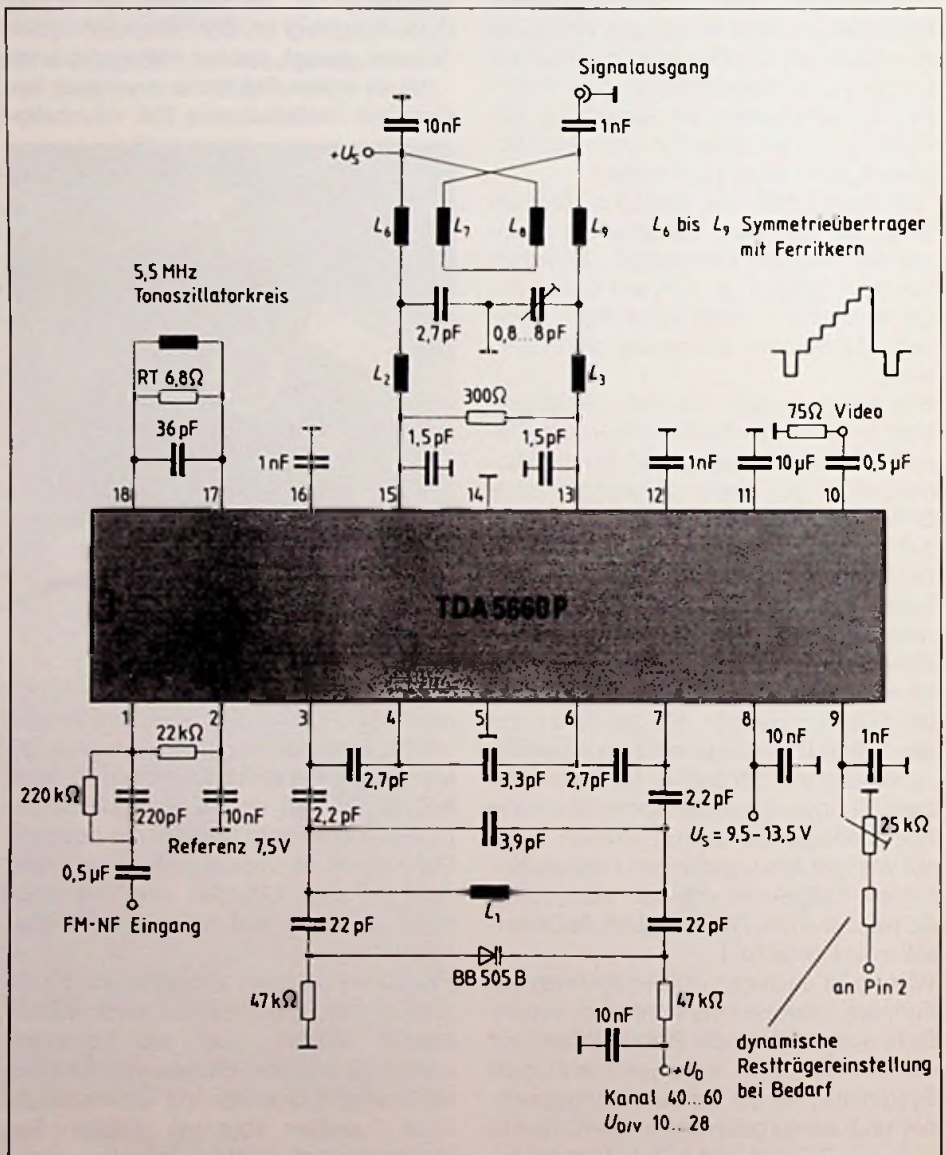 Signalausgang
10nF
1nF
+U_S
L_6
L_7
L_8
L_9
L_6 bis L_9 Symmetrieübertrager
mit Ferritkern
5,5 MHz
Tonoszillatorkreis
2,7pF
0,8...8pF
RT 6,8Ω
L_2
L_3
300Ω
36pF
75Ω Video
1nF
1,5pF
1,5pF
1nF
10µF
0,5µF
18
17
16
15
14
13
12
11
10
TDA 5660P
1
2
3
4
5
6
7
8
9
22kΩ
10nF
1nF
2,7pF
3,3pF
2,7pF
220kΩ
220pF
10nF
2,2pF
2,2pF
25kΩ
Referenz 7,5V
3,9pF
U_S = 9,5-13,5 V
0,5µF
L_1
FM-NF Eingang
22pF
22pF
BB 505 B
an Pin 2
47kΩ
47kΩ
10nF
dynamische
Restträgereinstellung
bei Bedarf
+U_D
Kanal 40...60
U_D/V 10...28